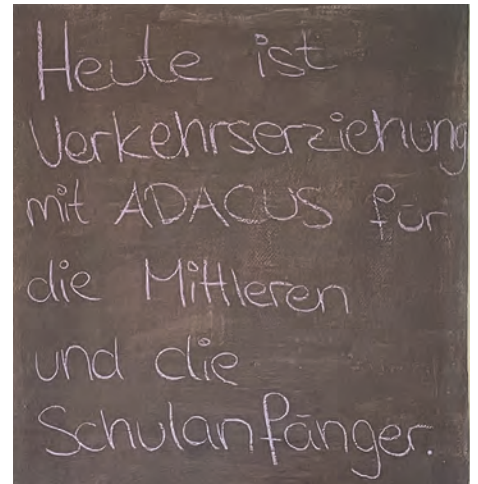 Heute ist
Verkehrserziehung
mit ADACUS für
die Mittleren
und die
Schulanfänger.